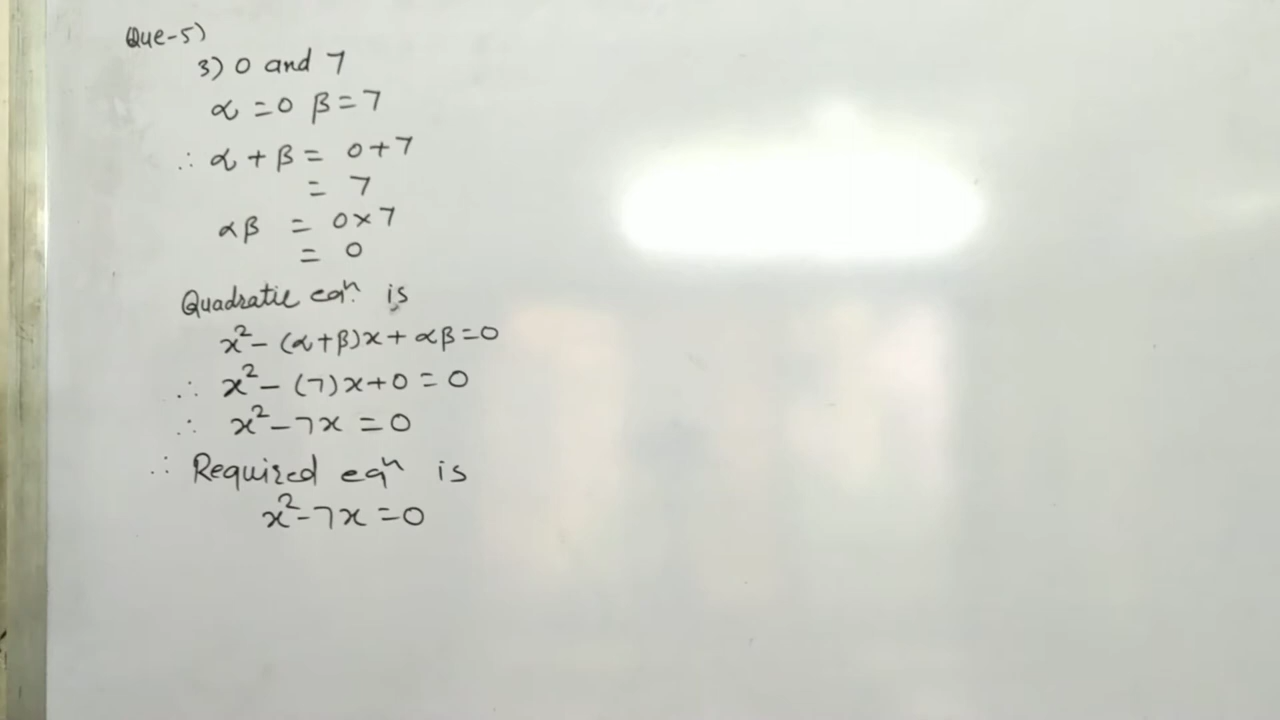 Que-5)
3) 0 and 7
α = 0 β = 7
∴ α + β = 0+7
= 7
αβ = 0×7
= 0
Quadratic eqⁿ. is
x² - (α+β)x + αβ = 0
∴ x² - (7)x + 0 = 0
∴ x² - 7x = 0
∴ Required eqⁿ is
x² - 7x = 0